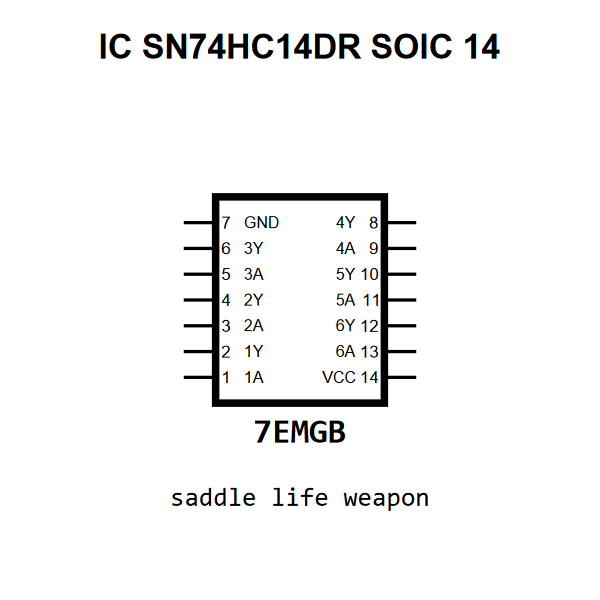 IC SN74HC14DR SOIC 14
7 GND 4Y 8
6 3Y 4A 9
5 3A 5Y 10
4 2Y 5A 11
3 2A 6Y 12
2 1Y 6A 13
1 1A VCC 14
7EMGB
saddle life weapon